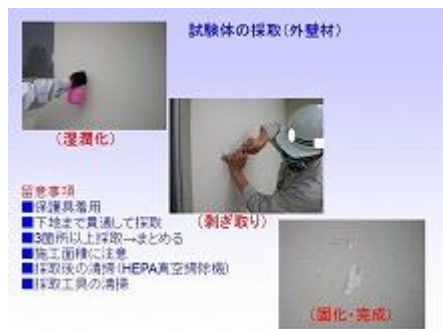 試験体の採取(外壁材)
(湿潤化)
(剥ぎ取り)
留意事項
■保護具着用
■下地まで貫通して採取
■3箇所以上採取→まとめる
■施工面積に注意
■採取後の清掃(HEPA真空掃除機)
■採取工具の清掃
(固化・完成)